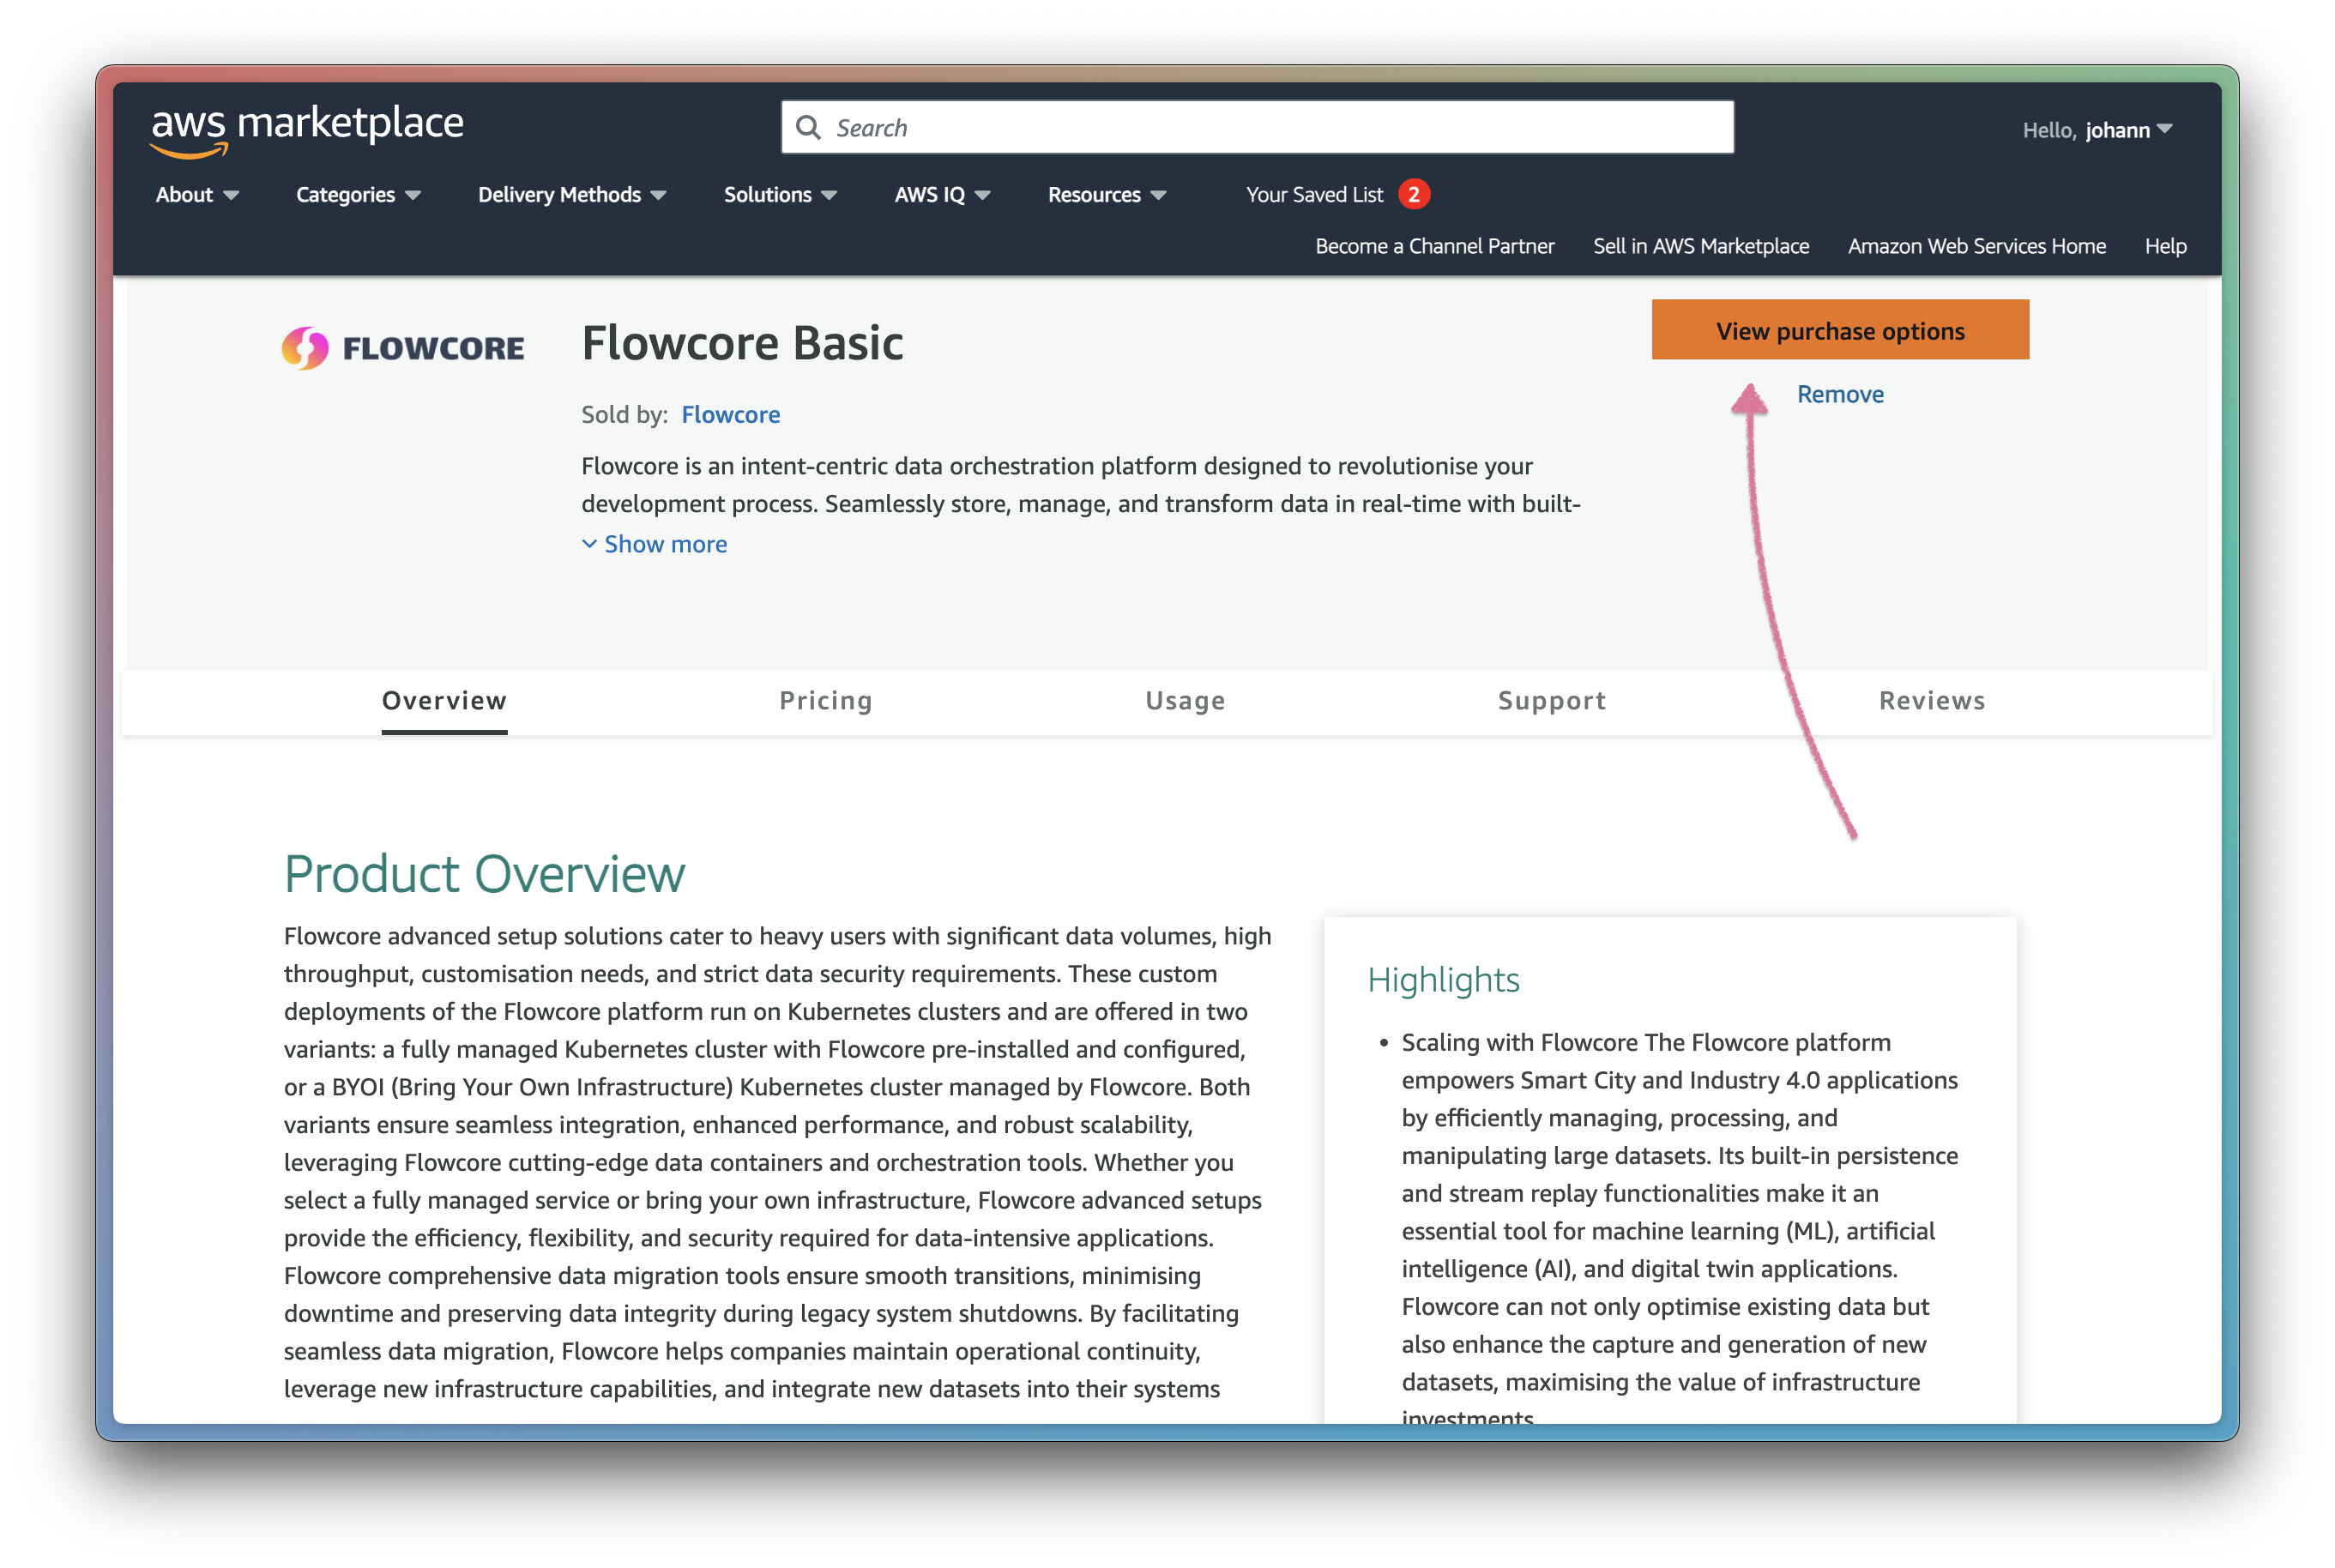 aws marketplace
Search
Hello, johann
About
Categories
Delivery Methods
Solutions
AWS IQ
Resources
Your Saved List 2
Become a Channel Partner
Sell in AWS Marketplace
Amazon Web Services Home
Help
FLOWCORE
Flowcore Basic
View purchase options
Remove
Sold by: Flowcore
Flowcore is an intent-centric data orchestration platform designed to revolutionise your
development process. Seamlessly store, manage, and transform data in real-time with built-
Show more
Overview
Pricing
Usage
Support
Reviews
Product Overview
Flowcore advanced setup solutions cater to heavy users with significant data volumes, high
throughput, customisation needs, and strict data security requirements. These custom
deployments of the Flowcore platform run on Kubernetes clusters and are offered in two
variants: a fully managed Kubernetes cluster with Flowcore pre-installed and configured,
or a BYOI (Bring Your Own Infrastructure) Kubernetes cluster managed by Flowcore. Both
variants ensure seamless integration, enhanced performance, and robust scalability,
leveraging Flowcore cutting-edge data containers and orchestration tools. Whether you
select a fully managed service or bring your own infrastructure, Flowcore advanced setups
provide the efficiency, flexibility, and security required for data-intensive applications.
Flowcore comprehensive data migration tools ensure smooth transitions, minimising
downtime and preserving data integrity during legacy system shutdowns. By facilitating
seamless data migration, Flowcore helps companies maintain operational continuity,
leverage new infrastructure capabilities, and integrate new datasets into their systems
Highlights
• Scaling with Flowcore The Flowcore platform
empowers Smart City and Industry 4.0 applications
by efficiently managing, processing, and
manipulating large datasets. Its built-in persistence
and stream replay functionalities make it an
essential tool for machine learning (ML), artificial
intelligence (AI), and digital twin applications.
Flowcore can not only optimise existing data but
also enhance the capture and generation of new
datasets, maximising the value of infrastructure
investments